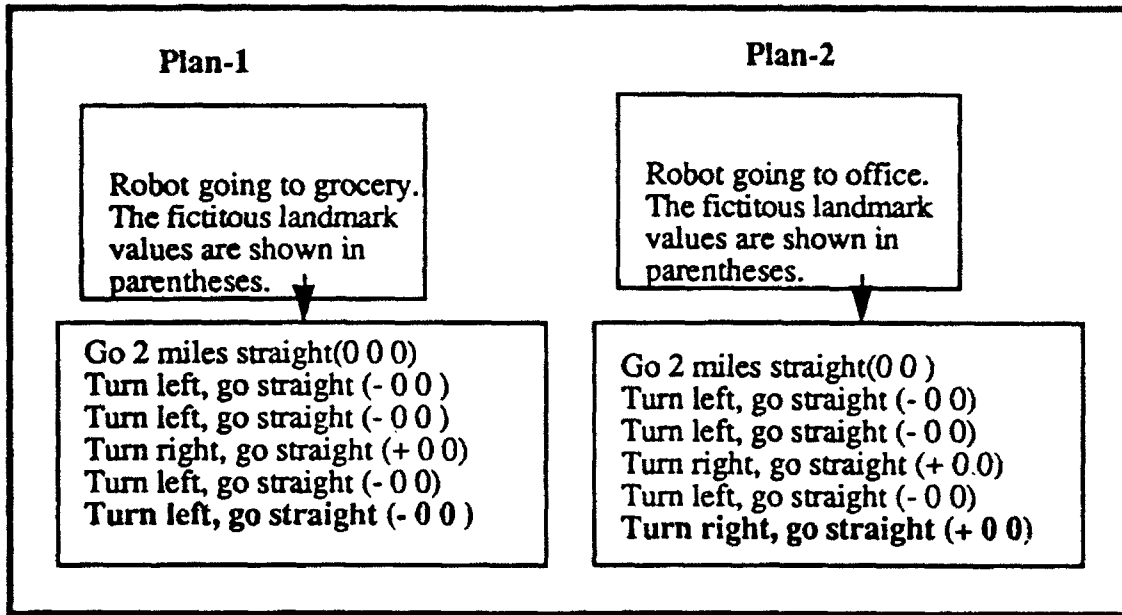 Plan-1
Robot going to grocery.
The fictitous landmark
values are shown in
parentheses.
Go 2 miles straight(0 0 0)
Turn left, go straight (- 0 0 )
Turn left, go straight (- 0 0 )
Turn right, go straight (+ 0 0)
Turn left, go straight (- 0 0)
Turn left, go straight (- 0 0 )
Plan-2
Robot going to office.
The fictitous landmark
values are shown in
parentheses.
Go 2 miles straight(0 0 )
Turn left, go straight (- 0 0)
Turn left, go straight (- 0 0)
Turn right, go straight (+ 0.0)
Turn left, go straight (- 0 0)
Turn right, go straight (+ 0 0)